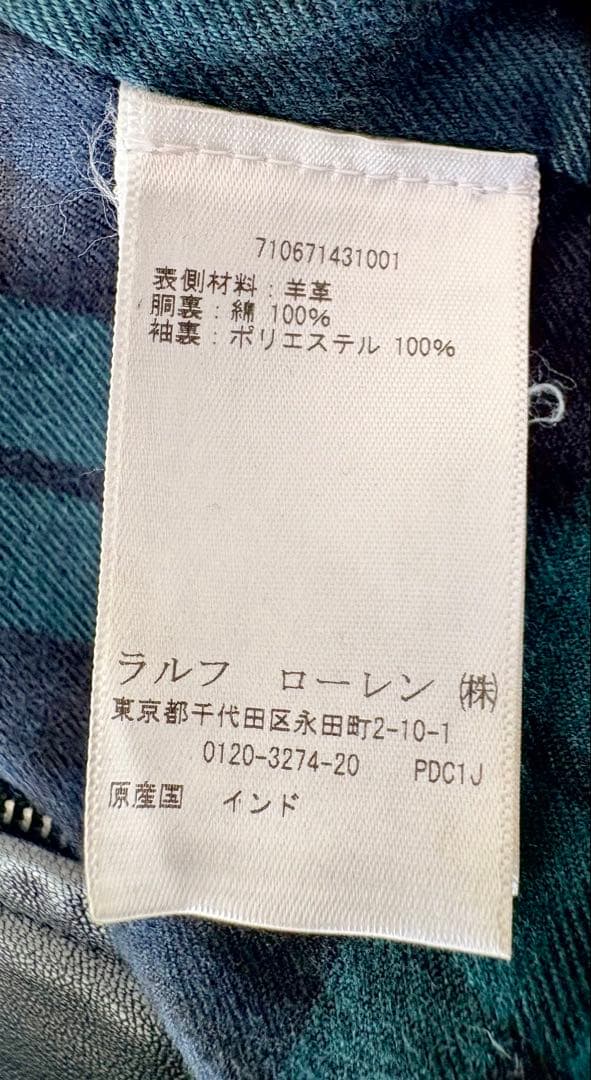 710671431001
表側材料：羊革
胴裏：綿 100%
袖裏：ポリエステル 100%
ラルフ ローレン ㈱
東京都千代田区永田町2-10-1
0120-3274-20 PDC1J
原産国 インド